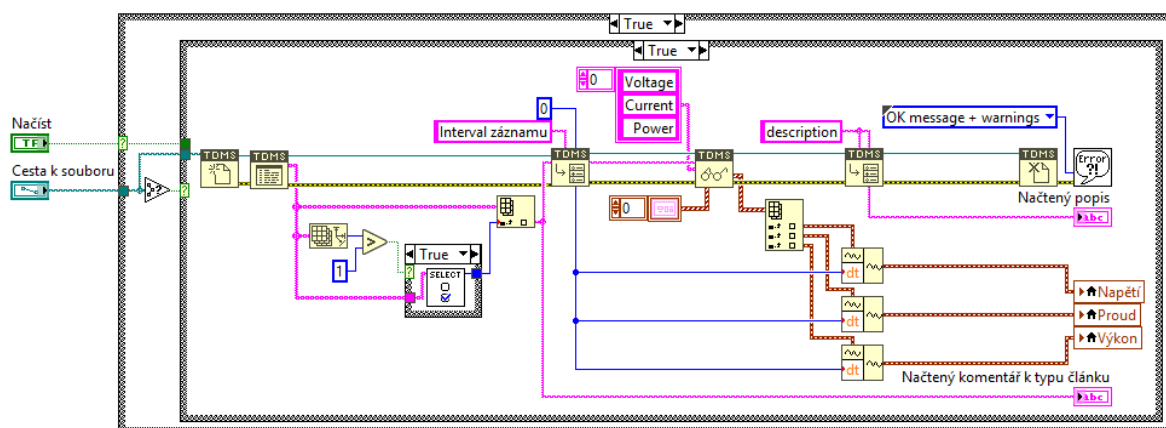 True
True
0
Voltage
Current
Power
0
Načíst
TF
Interval záznamu
description
OK message + warnings
TDMS
TDMS
TDMS
TDMS
TDMS
TDMS
Error
?!
Cesta k souboru
?
?
?
Načtený popis
abc
0
1
>
True
?
SELECT
dt
Napětí
dt
Proud
Výkon
dt
Načtený komentář k typu článku
abc